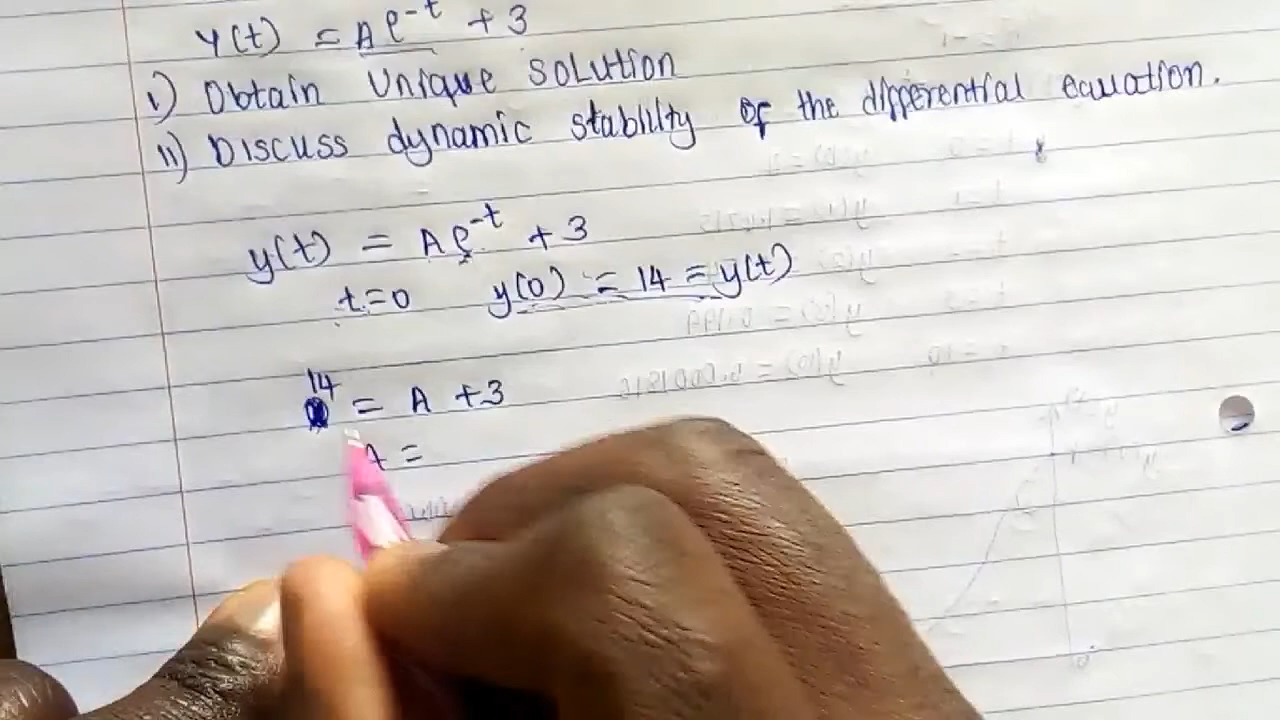 y(t) = Ae^-t + 3
i) Obtain Unique solution
ii) Discuss dynamic stability of the differential equation.
y(t) = Ae^-t + 3
t=0 y(0) = 14 = y(t)
14 = A + 3
A =